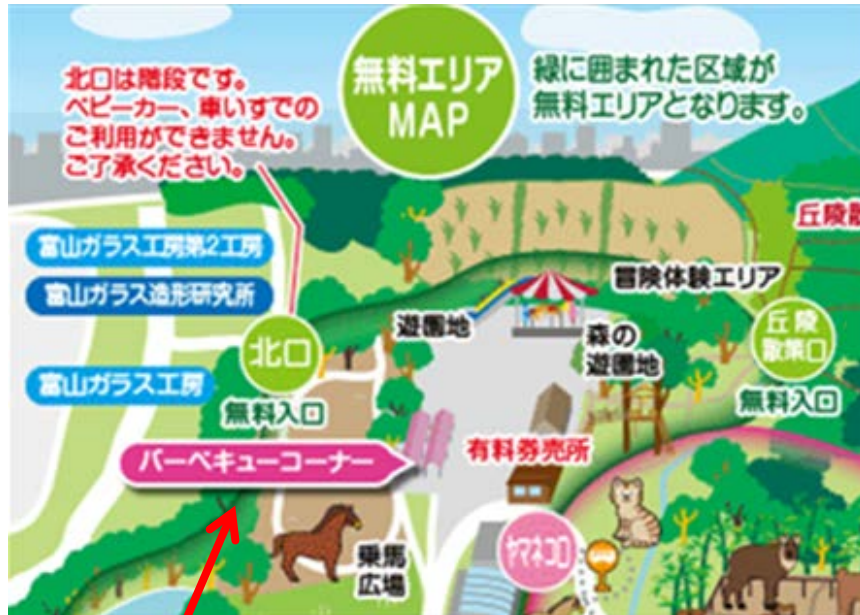 北口は階段です。
ベビーカー、車いすでの
ご利用ができません。
ご了承ください。
無料エリア
MAP
緑に囲まれた区域が
無料エリアとなります。
丘陵散
富山ガラス工房第2工房
富山ガラス造形研究所
富山ガラス工房
北口
無料入口
遊園地
冒険体験エリア
森の
遊園地
丘陵
散策口
無料入口
バーベキューコーナー
有料券売所
乗馬
広場
ヤマネコ口